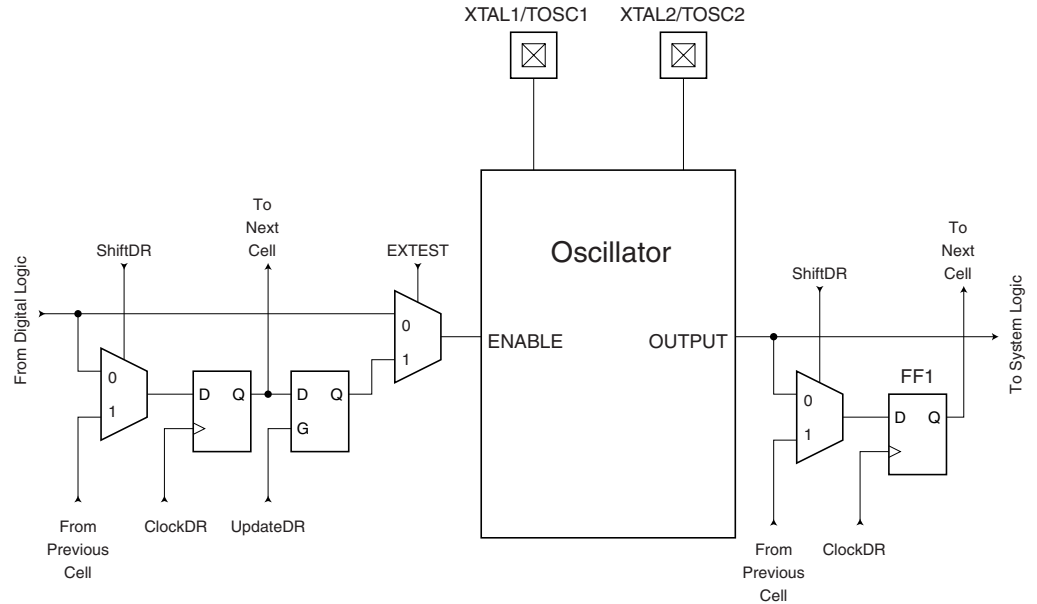 XTAL1/TOSC1
XTAL2/TOSC2
To
Next
Cell
ShiftDR
EXTEST
From Digital Logic
0
1
D Q
D Q
G
0
1
From
Previous
Cell
ClockDR
UpdateDR
Oscillator
ENABLE
OUTPUT
To
Next
Cell
ShiftDR
To System Logic
FF1
0
1
D Q
From
Previous
Cell
ClockDR